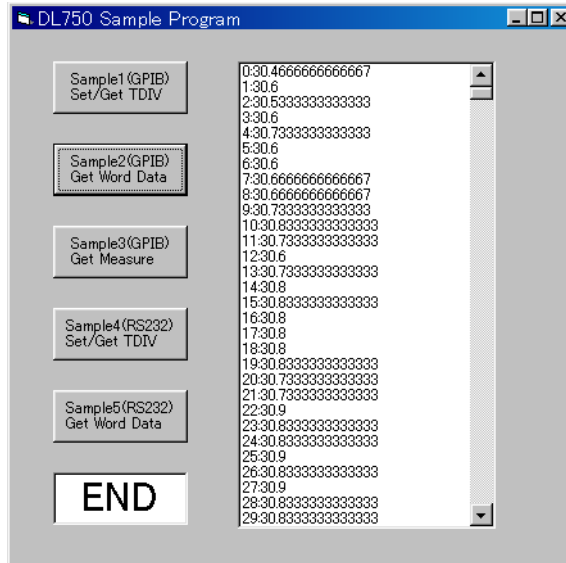 DL750 Sample Program
Sample1(GPIB)
Set/Get TDIV
Sample2(GPIB)
Get Word Data
Sample3(GPIB)
Get Measure
Sample4(RS232)
Set/Get TDIV
Sample5(RS232)
Get Word Data
END
0:30.4666666666667
1:30.6
2:30.5333333333333
3:30.6
4:30.7333333333333
5:30.6
6:30.6
7:30.6666666666667
8:30.6666666666667
9:30.7333333333333
10:30.8333333333333
11:30.7333333333333
12:30.6
13:30.7333333333333
14:30.8
15:30.8333333333333
16:30.8
17:30.8
18:30.8
19:30.8333333333333
20:30.7333333333333
21:30.7333333333333
22:30.9
23:30.8333333333333
24:30.8333333333333
25:30.9
26:30.8333333333333
27:30.9
28:30.8333333333333
29:30.8333333333333